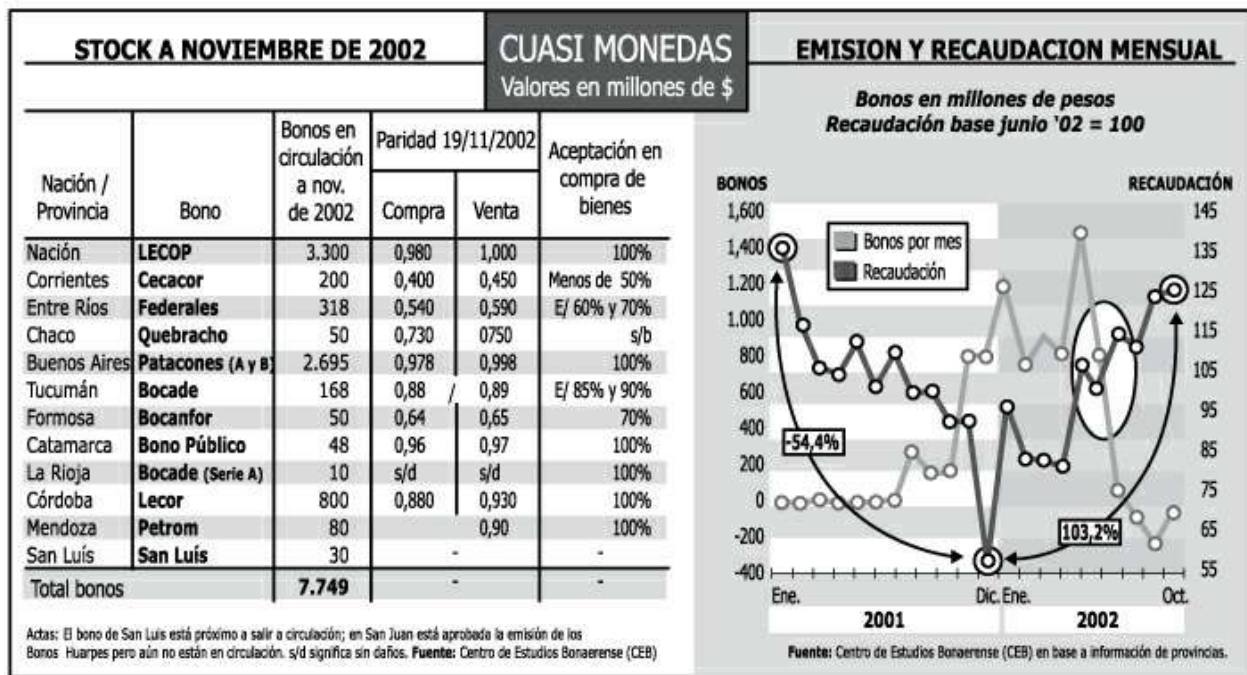 STOCK A NOVIEMBRE DE 2002
CUASI MONEDAS
Valores en millones de $
EMISION Y RECAUDACION MENSUAL
Nación / Provincia
Bono
Bonos en circulación a nov. de 2002
Paridad 19/11/2002
Compra
Venta
Aceptación en compra de bienes
Nación LECOP 3.300 0,980 1,000 100%
Corrientes Cecacor 200 0,400 0,450 Menos de 50%
Entre Ríos Federales 318 0,540 0,590 E/ 60% y 70%
Chaco Quebracho 50 0,730 0750 s/b
Buenos Aires Patacones (A y B) 2.695 0,978 0,998 100%
Tucumán Bocade 168 0,88 / 0,89 E/ 85% y 90%
Formosa Bocanfor 50 0,64 0,65 70%
Catamarca Bono Público 48 0,96 0,97 100%
La Rioja Bocade (Serie A) 10 s/d s/d 100%
Córdoba Lecor 800 0,880 0,930 100%
Mendoza Petrom 80 0,90 100%
San Luís San Luís 30 - -
Total bonos 7.749 - -
Actas: El bono de San Luis está próximo a salir a circulación; en San Juan está aprobada la emisión de los
Bonos Huarpes pero aún no están en circulación. s/d significa sin daños. Fuente: Centro de Estudios Bonaerense (CEB)
Bonos en millones de pesos
Recaudación base junio ‘02 = 100
BONOS
RECAUDACIÓN
1,600
1,400
1.200
1.000
800
600
400
200
0
-200
-400
Bonos por mes
Recaudación
-54,4%
103,2%
145
135
125
115
105
95
85
75
65
55
Ene. Dic. Ene. Oct.
2001 2002
Fuente: Centro de Estudios Bonaerense (CEB) en base a información de provincias.